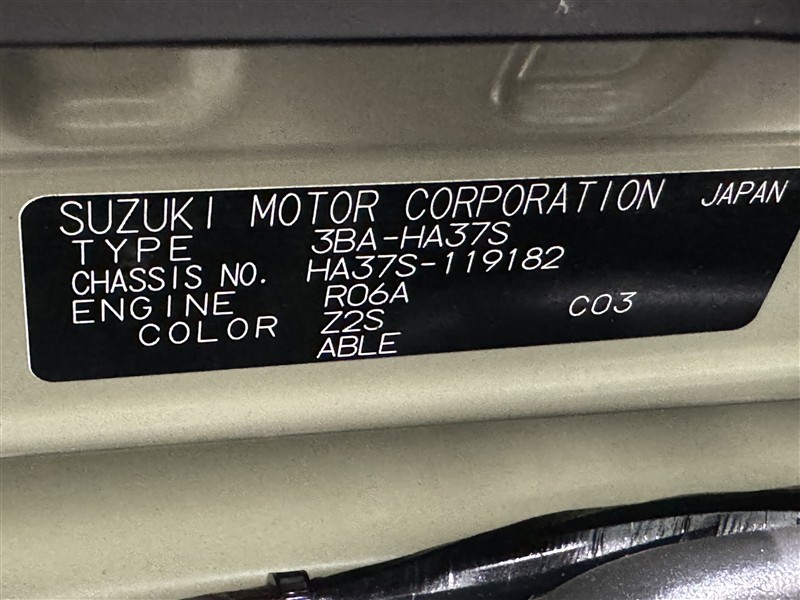 SUZUKI MOTOR CORPORATION JAPAN
TYPE 3BA-HA37S
CHASSIS NO. HA37S-119182
ENGINE R06A
COLOR Z2S C03
ABLE